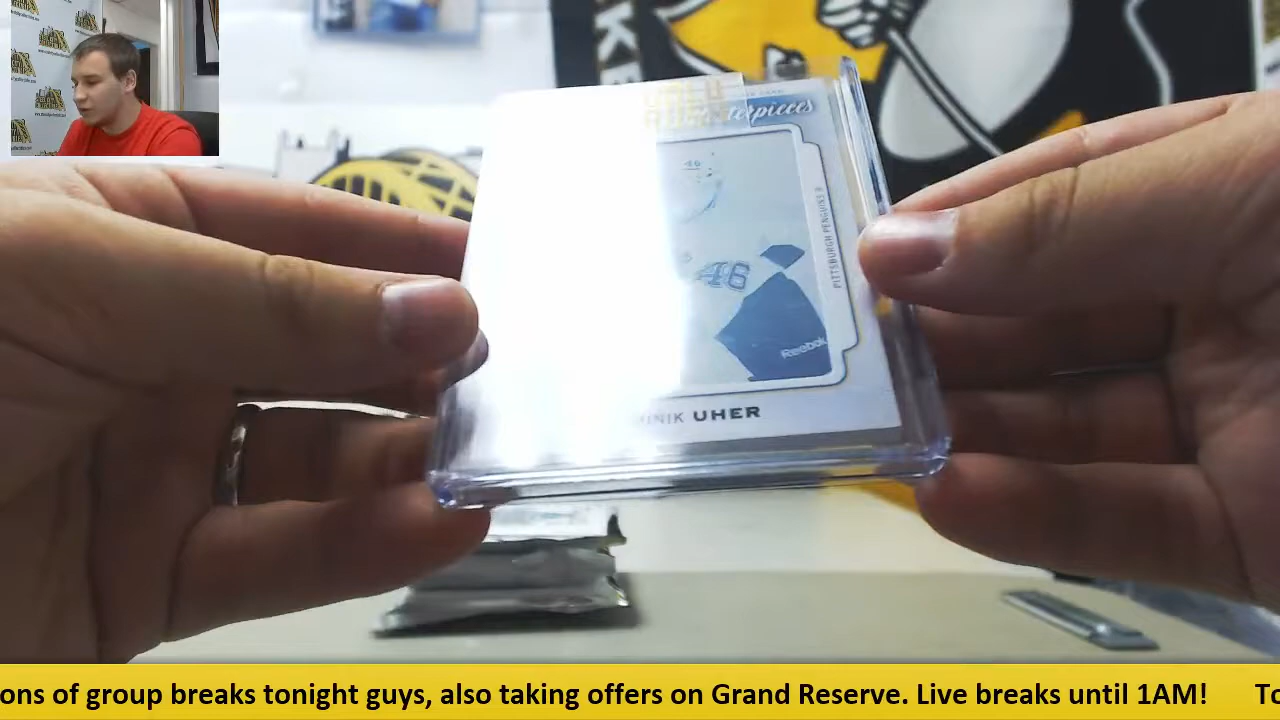 terpieces
46
PITTSBURGH PENGUINS
46
Reebok
INIK UHER
ons of group breaks tonight guys, also taking offers on Grand Reserve. Live breaks until 1AM! To